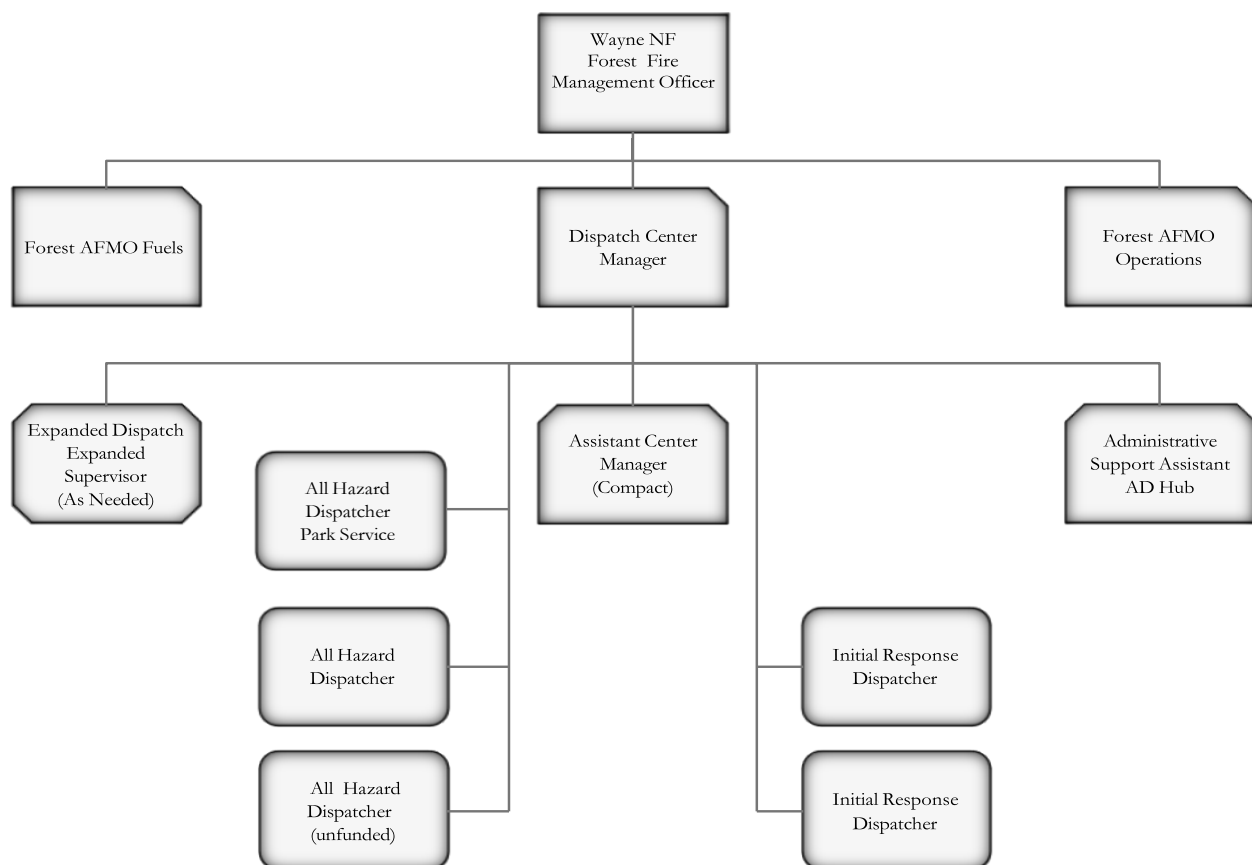 Wayne NF
Forest Fire
Management Officer
Forest AFMO Fuels
Dispatch Center
Manager
Forest AFMO
Operations
Expanded Dispatch
Expanded
Supervisor
(As Needed)
Assistant Center
Manager
(Compact)
Administrative
Support Assistant
AD Hub
All Hazard
Dispatcher
Park Service
All Hazard
Dispatcher
Initial Response
Dispatcher
All Hazard
Dispatcher
(unfunded)
Initial Response
Dispatcher